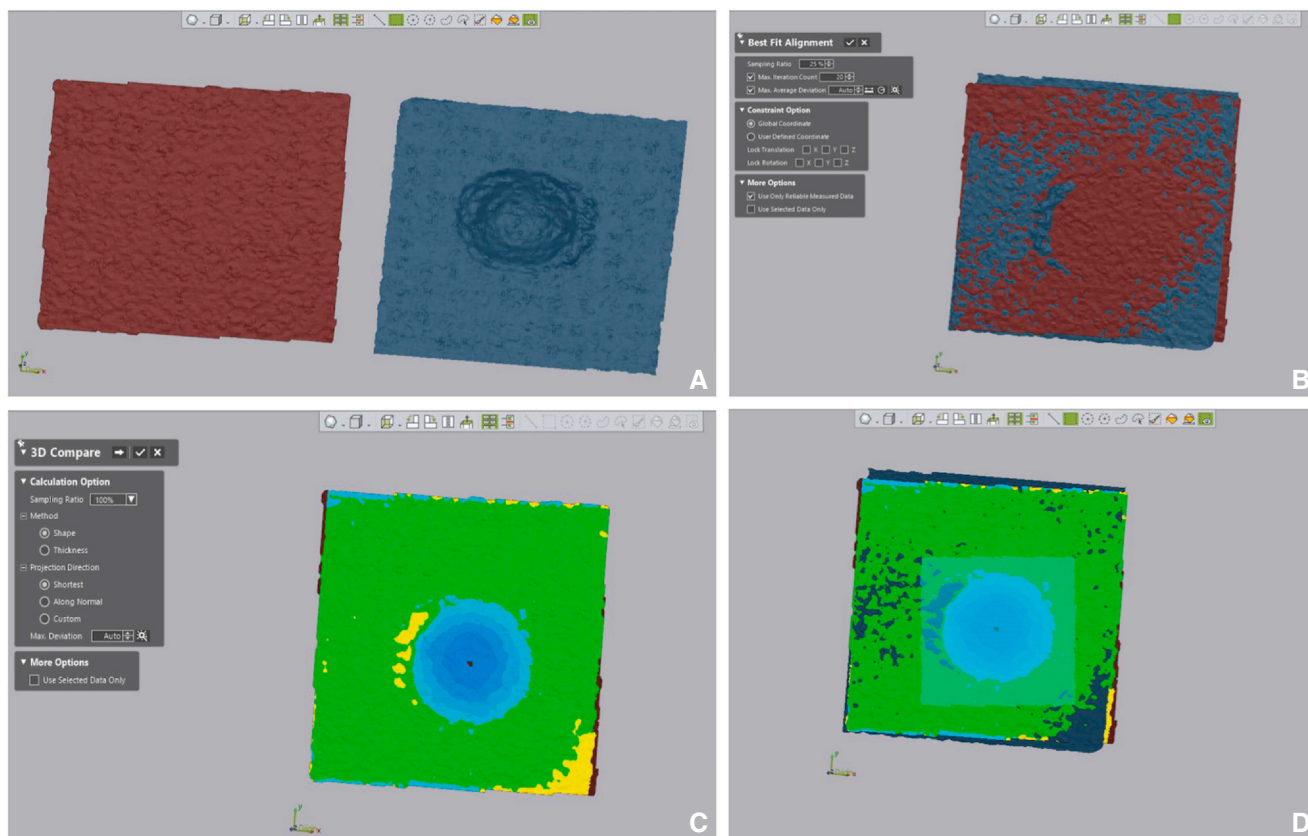 A
Best Fit Alignment
Sampling Ratio 25 %
Max. Iteration Count 20
Max. Average Deviation Auto
Constraint Option
Global Coordinate
User Defined Coordinate
Lock Translation X Y Z
Lock Rotation X Y Z
More Options
Use Only Reliable Measured Data
Use Selected Data Only
B
3D Compare
Calculation Option
Sampling Ratio 100%
Method
Shape
Thickness
Projection Direction
Shortest
Along Normal
Custom
Max. Deviation Auto
More Options
Use Selected Data Only
C
D